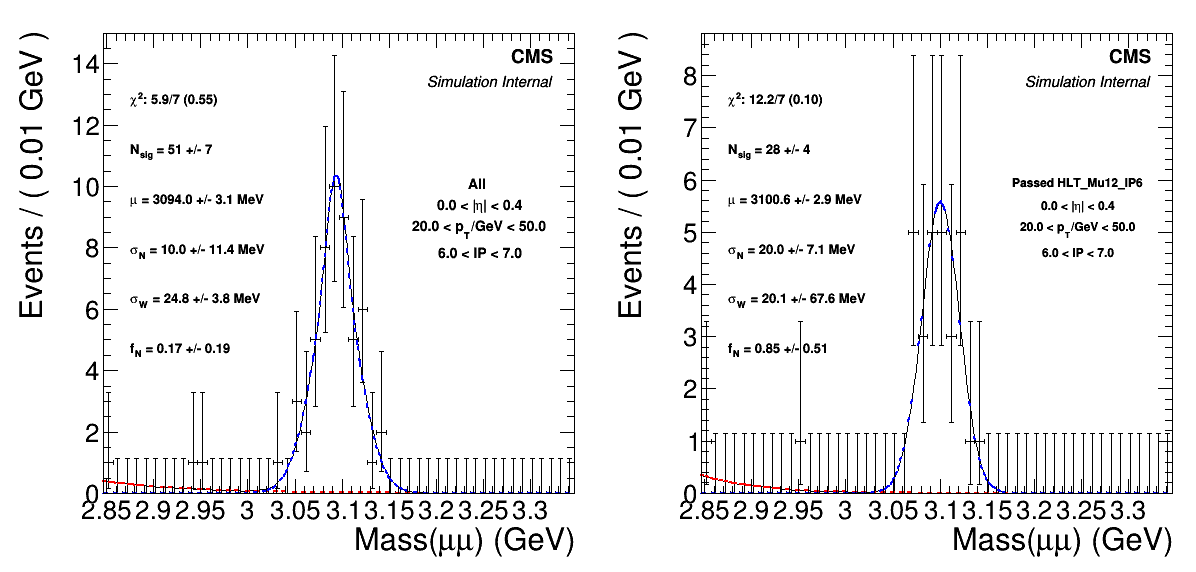 CMS
Simulation Internal
χ²: 5.9/7 (0.55)
N_sig = 51 +/- 7
μ = 3094.0 +/- 3.1 MeV
σ_N = 10.0 +/- 11.4 MeV
σ_W = 24.8 +/- 3.8 MeV
f_N = 0.17 +/- 0.19
All
0.0 < |η| < 0.4
20.0 < p_T/GeV < 50.0
6.0 < IP < 7.0
Events / ( 0.01 GeV )
14
12
10
8
6
4
2
0
2.85 2.9 2.95 3 3.05 3.1 3.15 3.2 3.25 3.3
Mass(μμ) (GeV)
CMS
Simulation Internal
χ²: 12.2/7 (0.10)
N_sig = 28 +/- 4
μ = 3100.6 +/- 2.9 MeV
σ_N = 20.0 +/- 7.1 MeV
σ_W = 20.1 +/- 67.6 MeV
f_N = 0.85 +/- 0.51
Passed HLT_Mu12_IP6
0.0 < |η| < 0.4
20.0 < p_T/GeV < 50.0
6.0 < IP < 7.0
Events / ( 0.01 GeV )
8
7
6
5
4
3
2
1
0
2.85 2.9 2.95 3 3.05 3.1 3.15 3.2 3.25 3.3
Mass(μμ) (GeV)